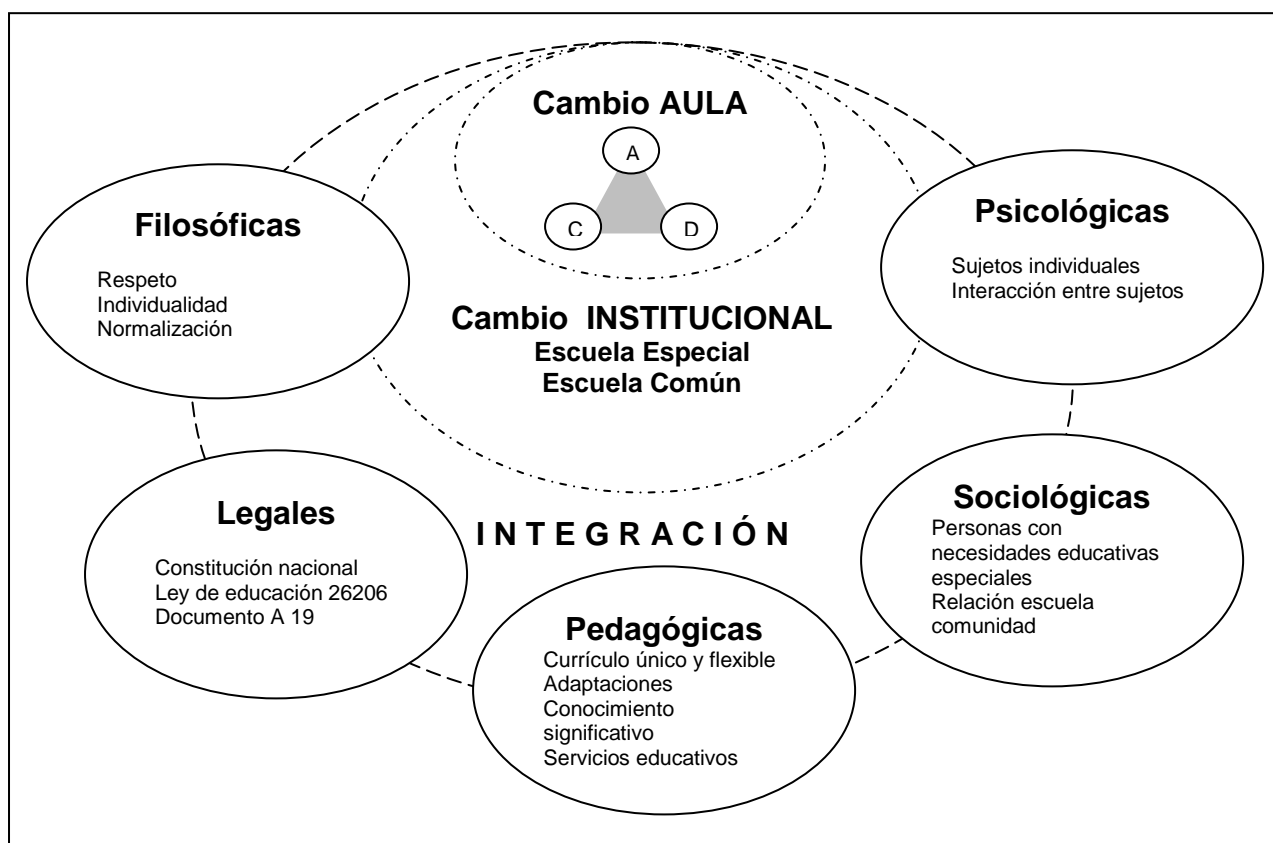 Cambio AULA
A
C
D
Filosóficas
Respeto
Individualidad
Normalización
Psicológicas
Sujetos individuales
Interacción entre sujetos
Cambio INSTITUCIONAL
Escuela Especial
Escuela Común
Legales
Constitución nacional
Ley de educación 26206
Documento A 19
I N T E G R A C I Ó N
Sociológicas
Personas con
necesidades educativas
especiales
Relación escuela
comunidad
Pedagógicas
Currículo único y flexible
Adaptaciones
Conocimiento
significativo
Servicios educativos